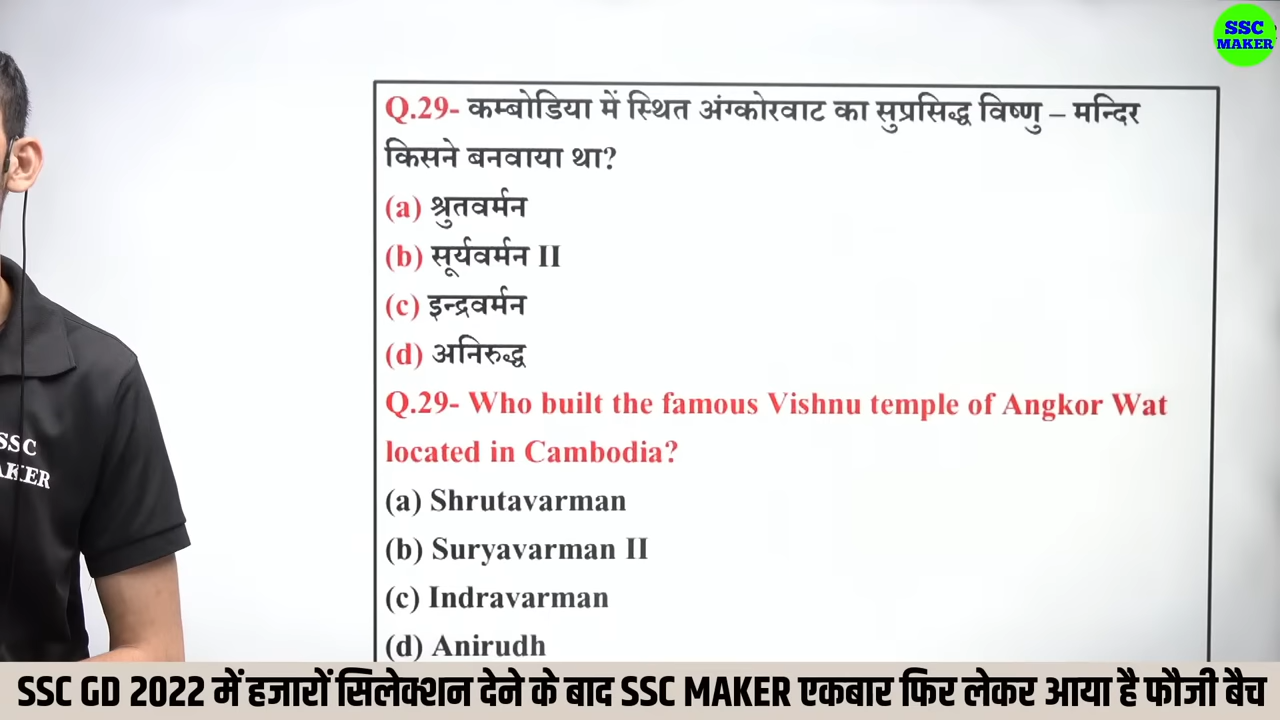 SSC
MAKER
Q.29- कम्बोडिया में स्थित अंग्कोरवाट का सुप्रसिद्ध विष्णु – मन्दिर
किसने बनवाया था?
(a) श्रुतवर्मन
(b) सूर्यवर्मन II
(c) इन्द्रवर्मन
(d) अनिरुद्ध
Q.29- Who built the famous Vishnu temple of Angkor Wat
located in Cambodia?
(a) Shrutavarman
(b) Suryavarman II
(c) Indravarman
(d) Anirudh
SSC
AKER
SSC GD 2022 में हजारों सिलेक्शन देने के बाद SSC MAKER एकबार फिर लेकर आया है फौजी बैच